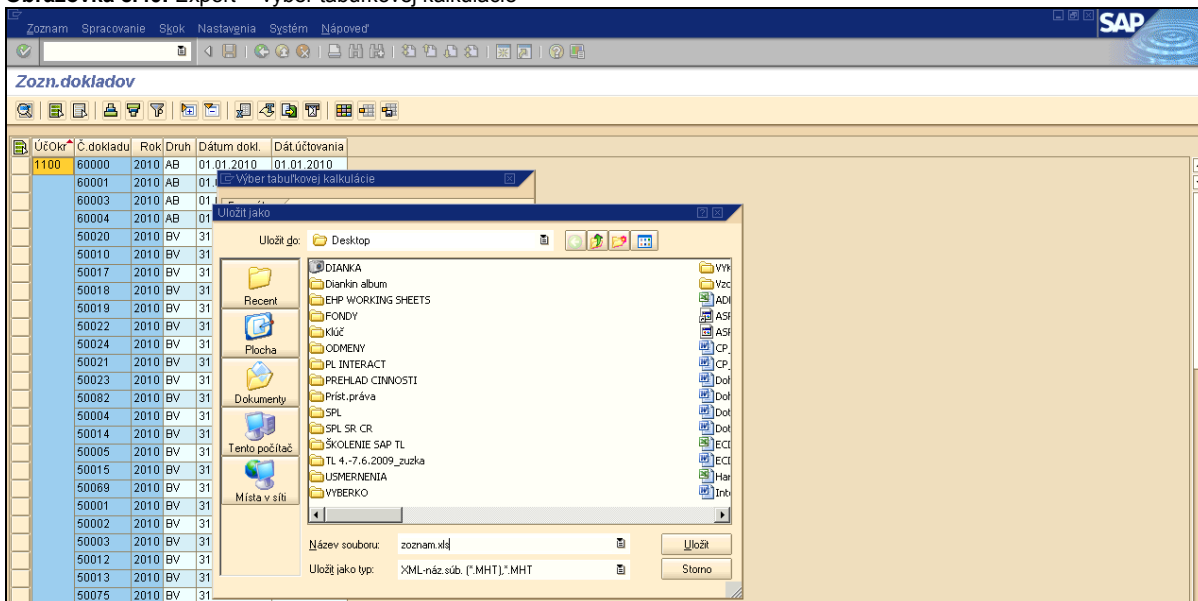 Zoznam Spracovanie Skok Nastavenia Systém Nápoveď
SAP
Zozn.dokladov
ÚčOkr Č.dokladu Rok Druh Dátum dokl. Dát.účtovania
1100 60000 2010 AB 01.01.2010 01.01.2010
60001 2010 AB 01
60003 2010 AB 01
60004 2010 AB 01
50020 2010 BV 31
50010 2010 BV 31
50017 2010 BV 31
50018 2010 BV 31
50019 2010 BV 31
50022 2010 BV 31
50024 2010 BV 31
50021 2010 BV 31
50023 2010 BV 31
50082 2010 BV 31
50004 2010 BV 31
50014 2010 BV 31
50005 2010 BV 31
50015 2010 BV 31
50069 2010 BV 31
50001 2010 BV 31
50002 2010 BV 31
50003 2010 BV 31
50012 2010 BV 31
50013 2010 BV 31
50075 2010 BV 31
Výber tabuľkovej kalkulácie
Uložit jako
Uložit do: Desktop
Recent
Plocha
Dokumenty
Tento počítač
Místa v síti
DIANKA
Diankin album
EHP WORKING SHEETS
FONDY
Kľúč
ODMENY
PL INTERACT
PREHLAD CINNOSTI
Príst.práva
SPL
SPL SR CR
ŠKOLENIE SAP TL
TL 4.-7.6.2009_zuzka
USMERNENIA
VYBERKO
Název souboru: zoznam.xls Uložit
Uložit jako typ: XML-náz.súb. (*.MHT),*.MHT Storno